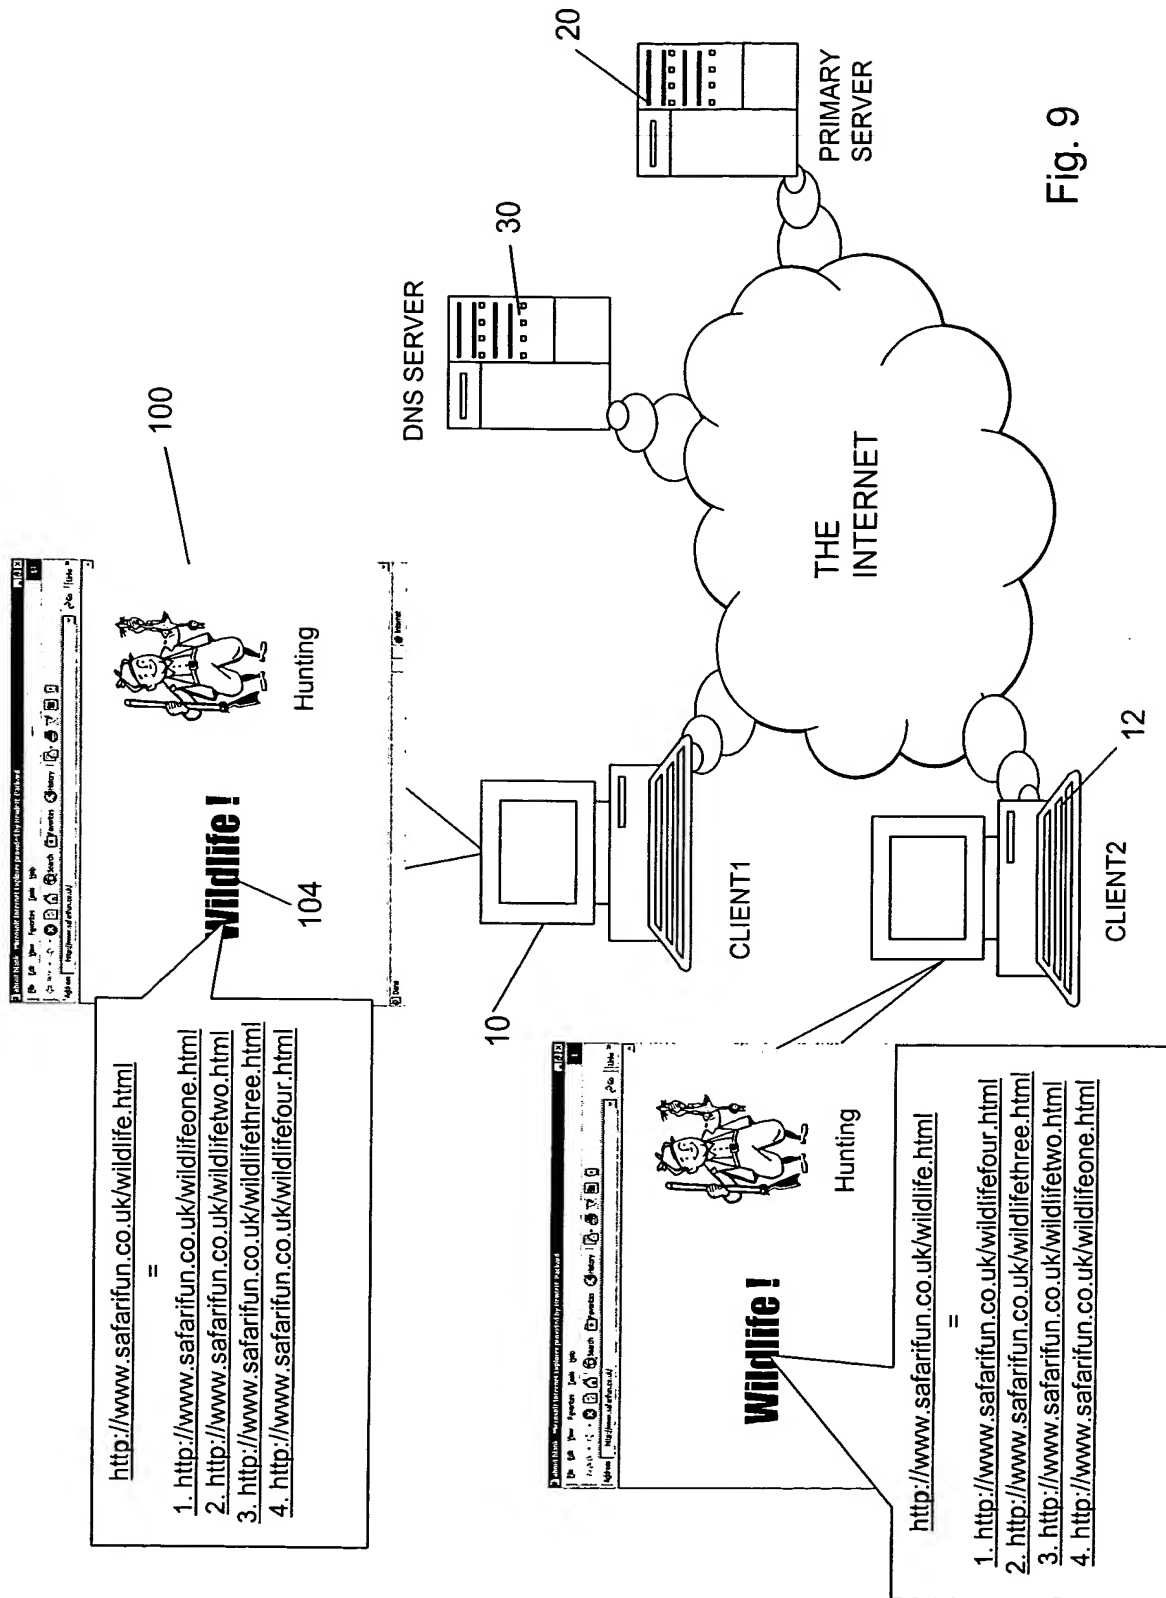 100
Hunting
Wildlife!
104
http://www.safarifun.co.uk/wildlife.html
=
1. http://www.safarifun.co.uk/wildlifeone.html
2. http://www.safarifun.co.uk/wildlifetwo.html
3. http://www.safarifun.co.uk/wildlifethree.html
4. http://www.safarifun.co.uk/wildlifefour.html
DNS SERVER
30
20
PRIMARY
SERVER
THE
INTERNET
10
CLIENT1
12
CLIENT2
Hunting
Wildlife!
http://www.safarifun.co.uk/wildlife.html
=
1. http://www.safarifun.co.uk/wildlifefour.html
2. http://www.safarifun.co.uk/wildlifethree.html
3. http://www.safarifun.co.uk/wildlifetwo.html
4. http://www.safarifun.co.uk/wildlifeone.html
Fig. 9